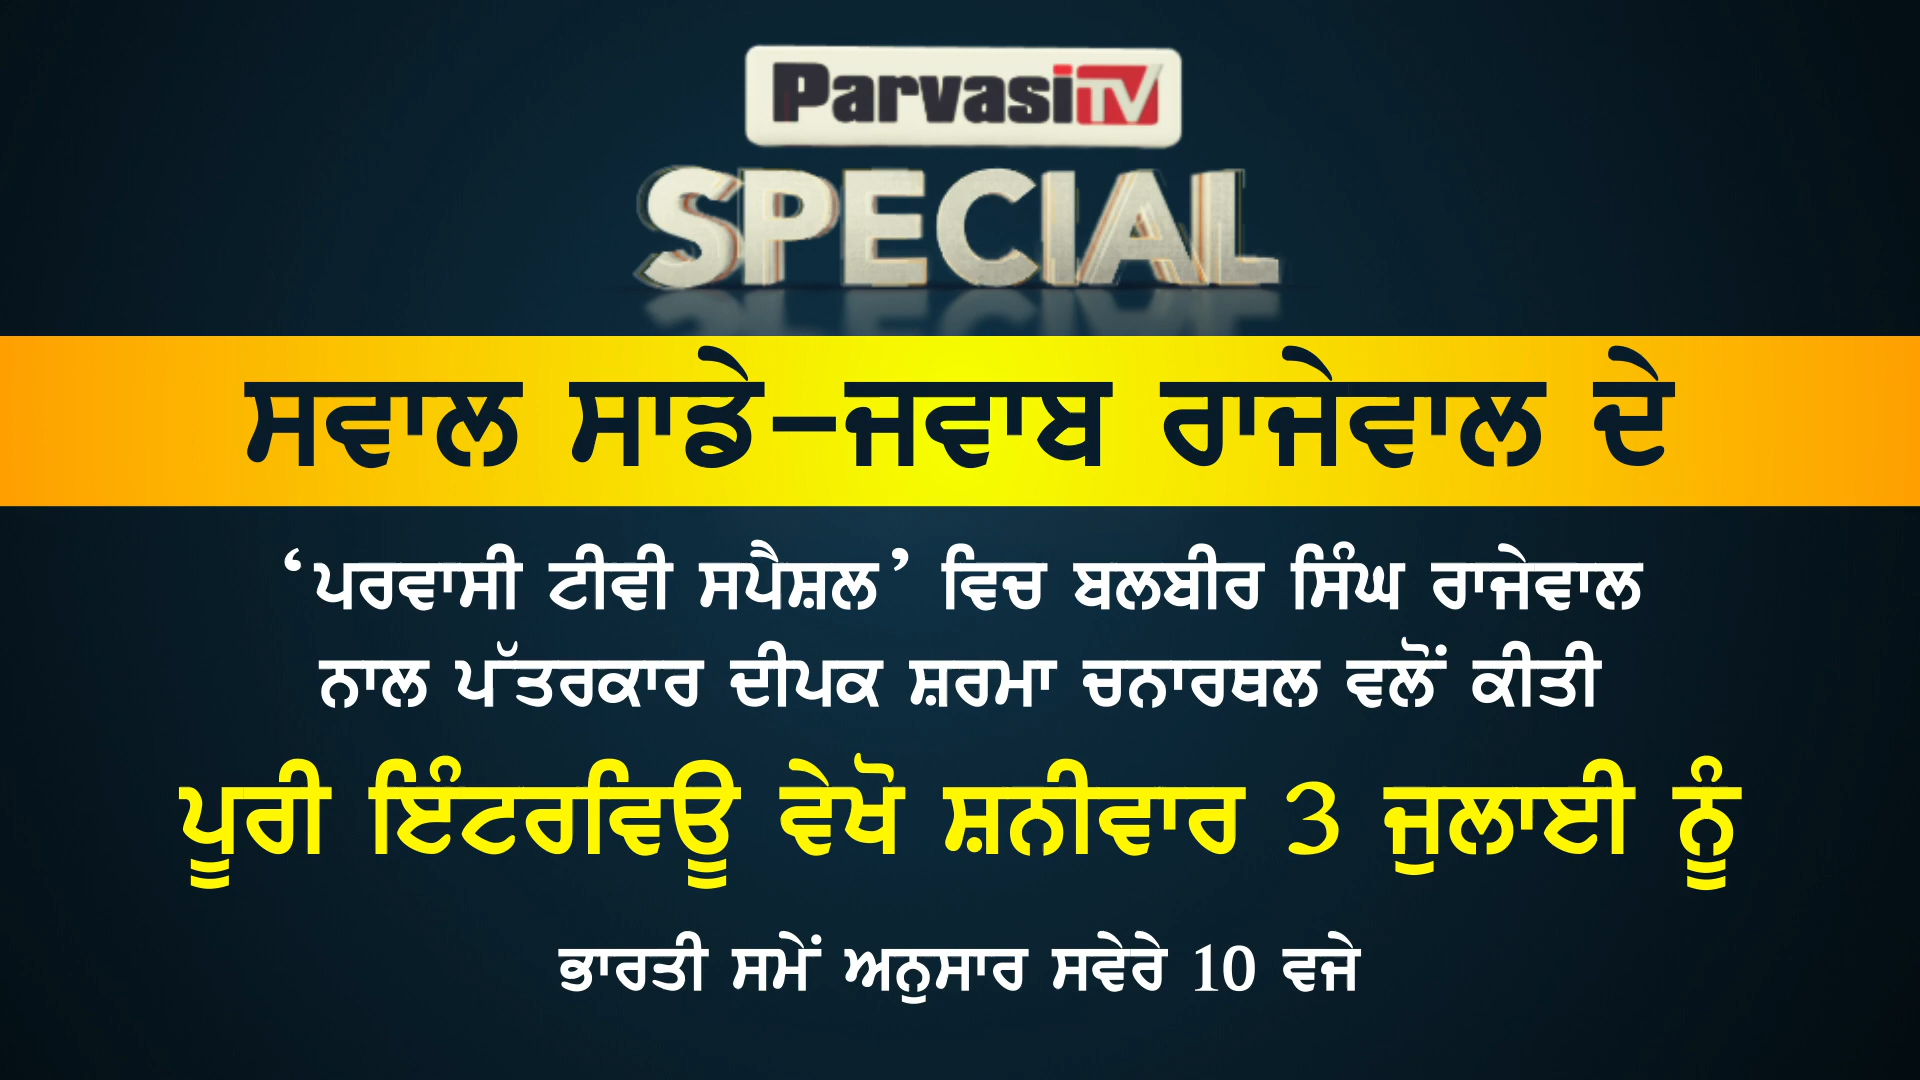 ParvasiTV
SPECIAL
ਸਵਾਲ ਸਾਡੇ-ਜਵਾਬ ਰਾਜੇਵਾਲ ਦੇ
‘ਪਰਵਾਸੀ ਟੀਵੀ ਸਪੈਸ਼ਲ’ ਵਿਚ ਬਲਬੀਰ ਸਿੰਘ ਰਾਜੇਵਾਲ
ਨਾਲ ਪੱਤਰਕਾਰ ਦੀਪਕ ਸ਼ਰਮਾ ਚਨਾਰਥਲ ਵਲੋਂ ਕੀਤੀ
ਪੂਰੀ ਇੰਟਰਵਿਊ ਵੇਖੋ ਸ਼ਨੀਵਾਰ 3 ਜੁਲਾਈ ਨੂੰ
ਭਾਰਤੀ ਸਮੇਂ ਅਨੁਸਾਰ ਸਵੇਰੇ 10 ਵਜੇ